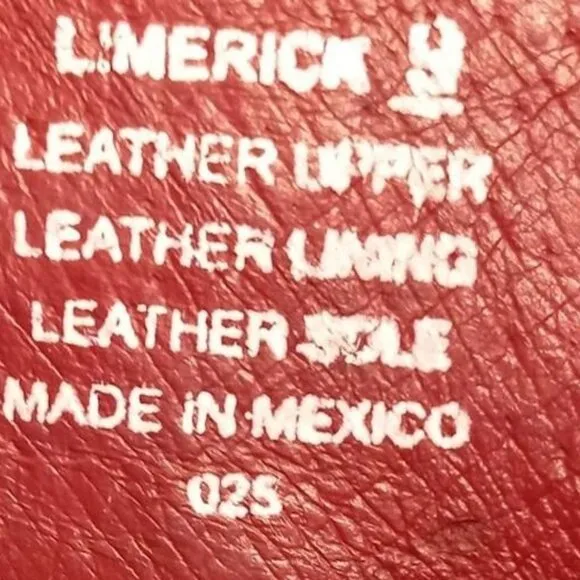 LIMERICK
LEATHER UPPER
LEATHER LINING
LEATHER SOLE
MADE IN MEXICO
025